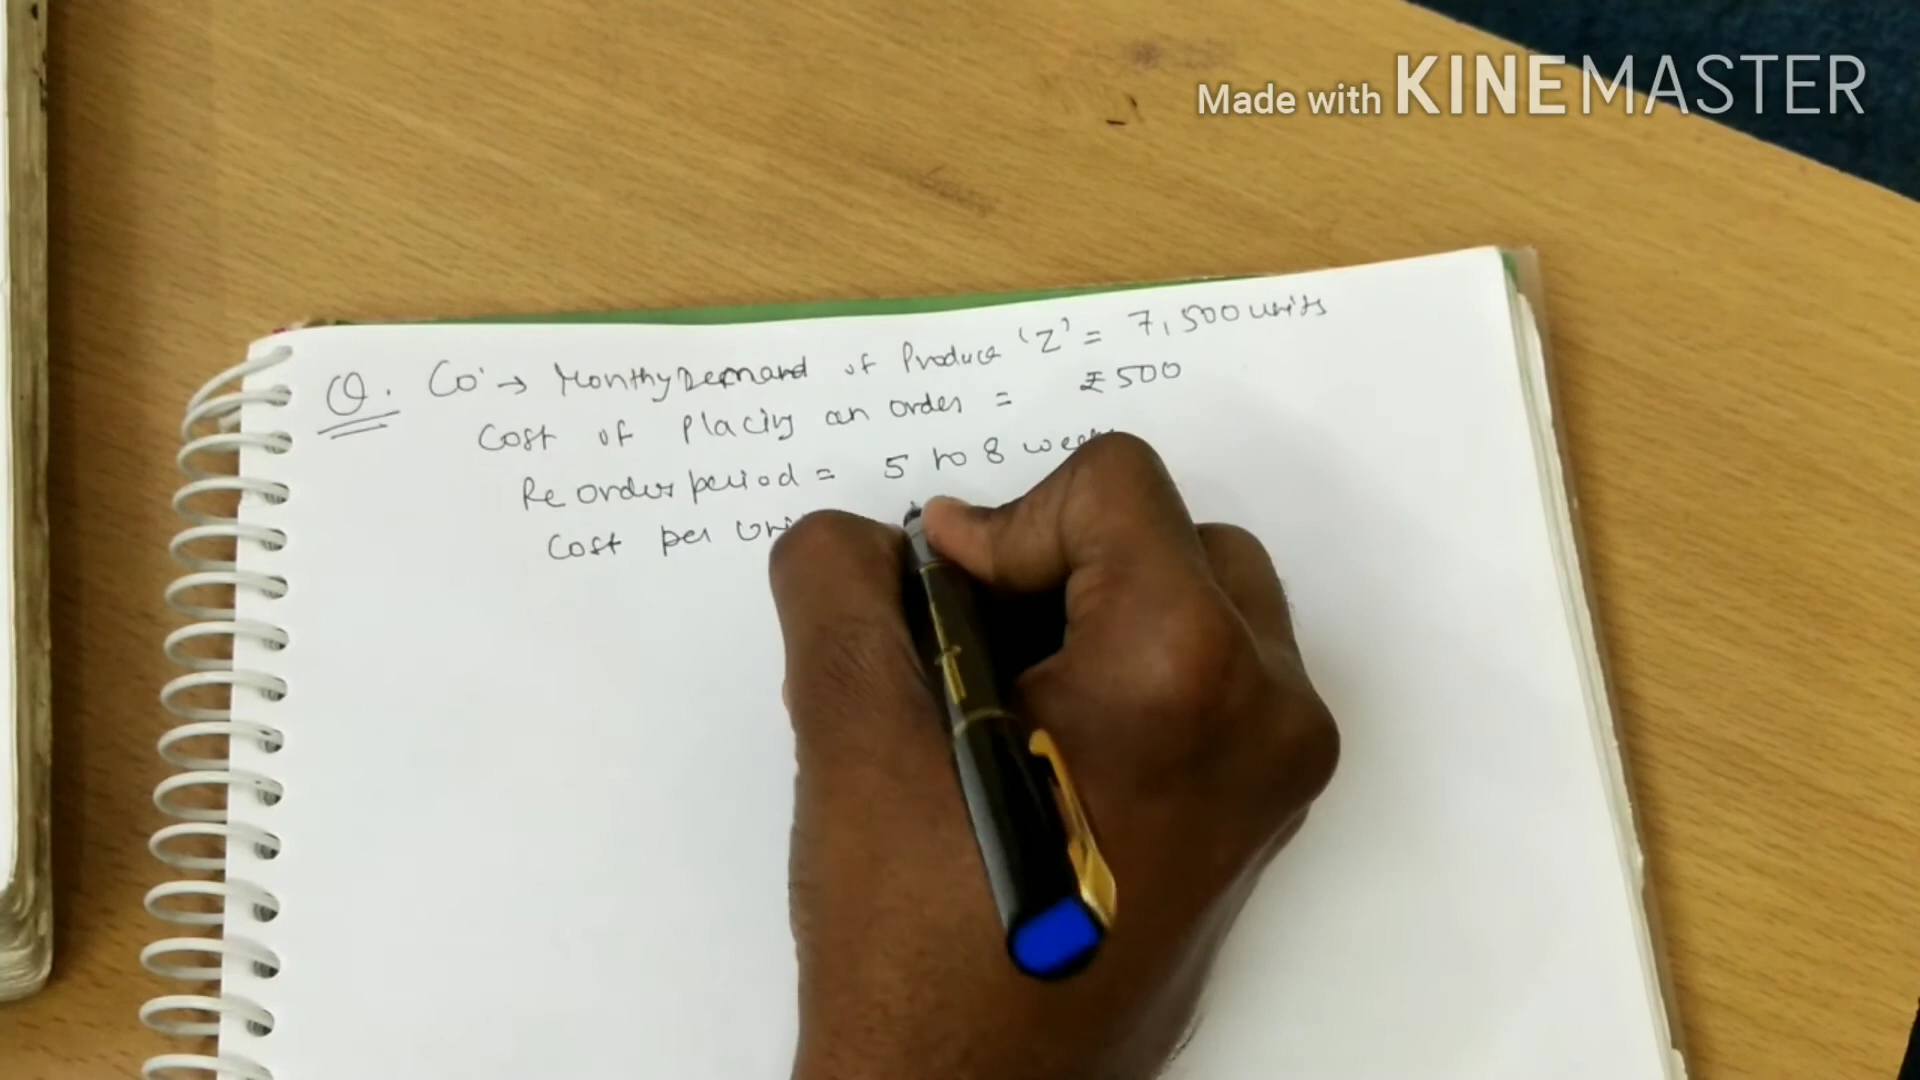 Made with KINEMASTER
Q. Co. → Monthy Demand of Produce 'Z' = 7,500 units
Cost of Placing an order = ₹500
Re order period = 5 to 8
Cost per